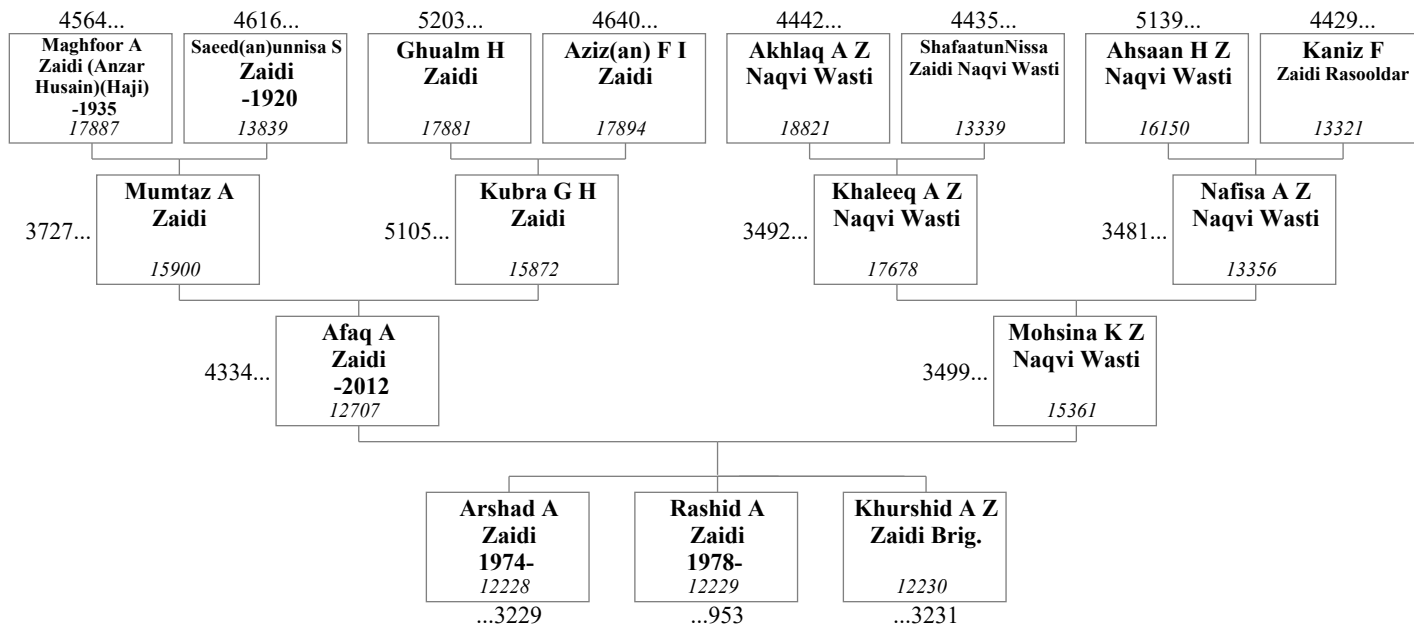 4564... 4616... 5203... 4640... 4442... 4435... 5139... 4429...
Maghfoor A
Zaidi (Anzar
Husain)(Haji)
-1935
17887
Saeed(an)unnisa S
Zaidi
-1920
13839
Ghualm H
Zaidi
17881
Aziz(an) F I
Zaidi
17894
Akhlaq A Z
Naqvi Wasti
18821
ShafaatunNissa
Zaidi Naqvi Wasti
13339
Ahsaan H Z
Naqvi Wasti
16150
Kaniz F
Zaidi Rasooldar
13321
3727...
Mumtaz A
Zaidi
15900
5105...
Kubra G H
Zaidi
15872
3492...
Khaleeq A Z
Naqvi Wasti
17678
3481...
Nafisa A Z
Naqvi Wasti
13356
4334...
Afaq A
Zaidi
-2012
12707
3499...
Mohsina K Z
Naqvi Wasti
15361
Arshad A
Zaidi
1974-
12228
...3229
Rashid A
Zaidi
1978-
12229
...953
Khurshid A Z
Zaidi Brig.
12230
...3231